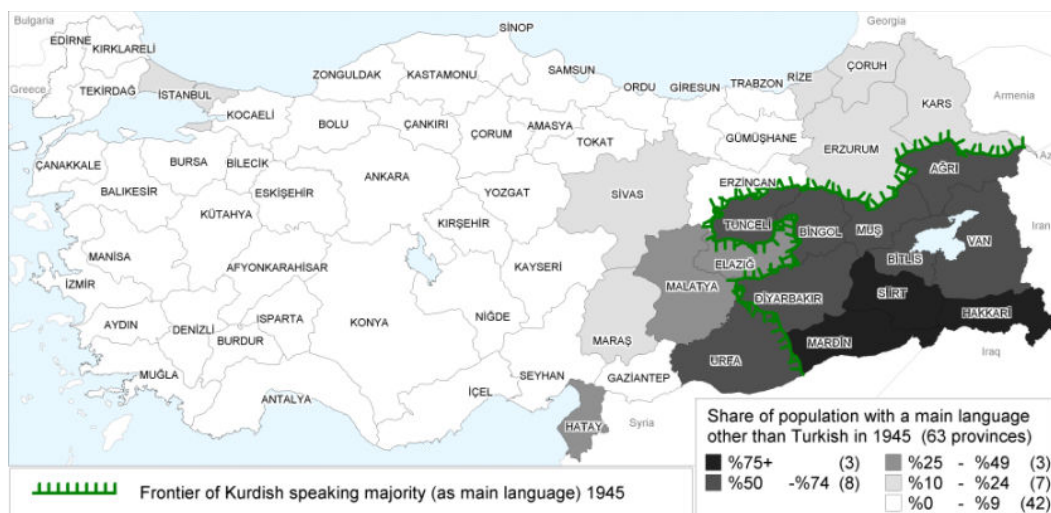 Bulgaria
Georgia
SİNOP
EDİRNE
KIRKLARELİ
ZONGULDAK
KASTAMONU
SAMSUN
ÇORUH
Greece
TEKİRDAĞ
İSTANBUL
ORDU
GİRESUN
TRABZON
RİZE
KARS
Armenia
KOCAELİ
BOLU
ÇANKIRI
ÇORUM
AMASYA
TOKAT
GÜMÜŞHANE
ERZURUM
ÇANAKKALE
BURSA
BİLECİK
ANKARA
AĞRI
BALIKESİR
ESKİŞEHİR
YOZGAT
SİVAS
ERZİNCAN
KÜTAHYA
KIRŞEHİR
TUNCELİ
BİNGOL
MUŞ
VAN
Iran
MANİSA
AFYONKARAHİSAR
KAYSERİ
ELAZIĞ
BİTLİS
İZMİR
MALATYA
DİYARBAKIR
SİİRT
AYDIN
DENİZLİ
ISPARTA
KONYA
NİĞDE
HAKKARİ
BURDUR
MARAŞ
MARDİN
MUĞLA
URFA
Iraq
SEYHAN
GAZİANTEP
ANTALYA
İÇEL
HATAY
Syria
Share of population with a main language
other than Turkish in 1945 (63 provinces)
%75+ (3)
%50 -%74 (8)
%25 - %49 (3)
%10 - %24 (7)
%0 - %9 (42)
Frontier of Kurdish speaking majority (as main language) 1945